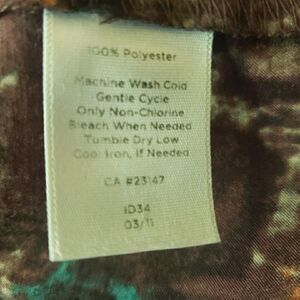 100% Polyester
Machine Wash Cold
Gentle Cycle
Only Non-Chlorine
Bleach When Needed
Tumble Dry Low
Cool Iron, If Needed
CA #23147
ID34
03/11